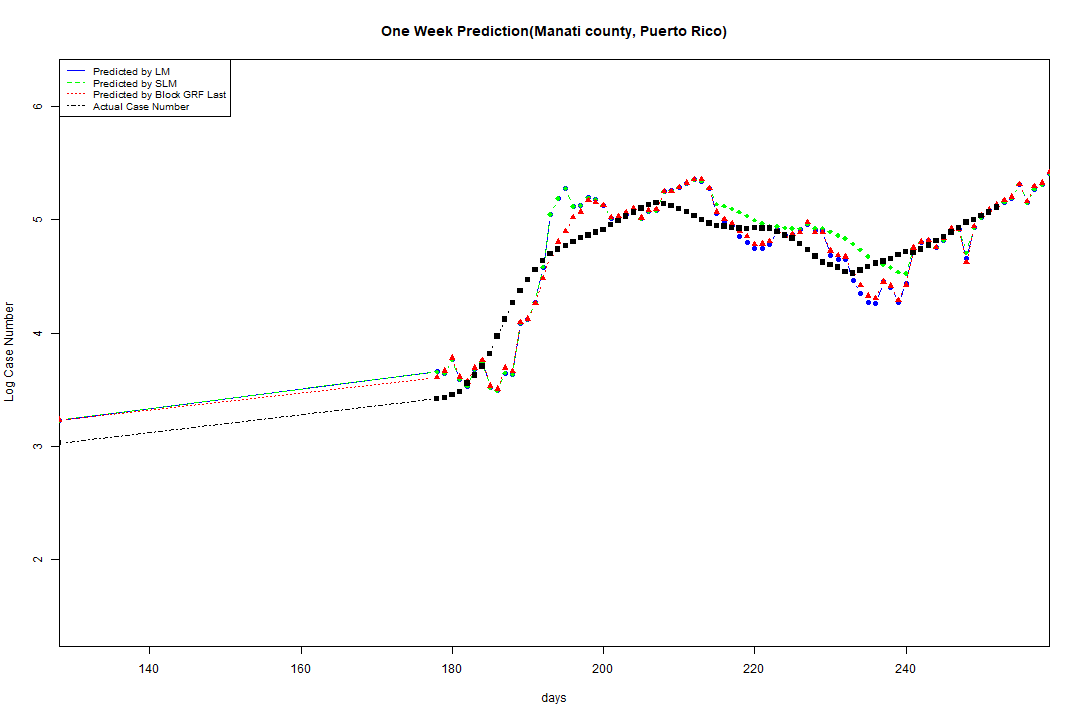 One Week Prediction(Manati county, Puerto Rico)
Predicted by LM
Predicted by SLM
Predicted by Block GRF Last
Actual Case Number
6
5
4
3
2
Log Case Number
140 160 180 200 220 240
days